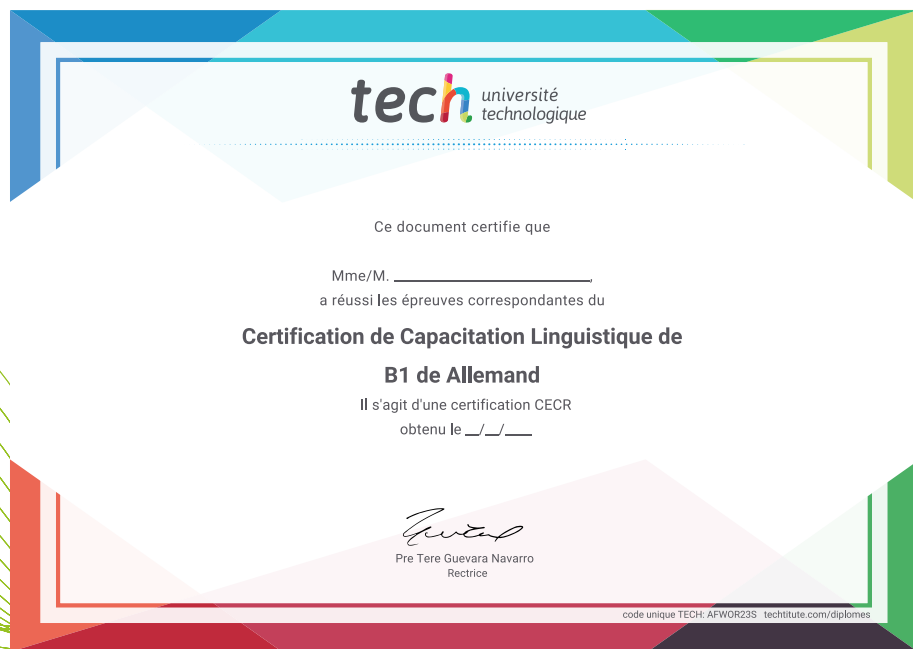 tech université
technologique
Ce document certifie que
Mme/M. ________________________,
a réussi les épreuves correspondantes du
Certification de Capacitation Linguistique de
B1 de Allemand
Il s'agit d'une certification CECR
obtenu le __/__/____
Pre Tere Guevara Navarro
Rectrice
code unique TECH: AFWOR23S techtitute.com/diplomes